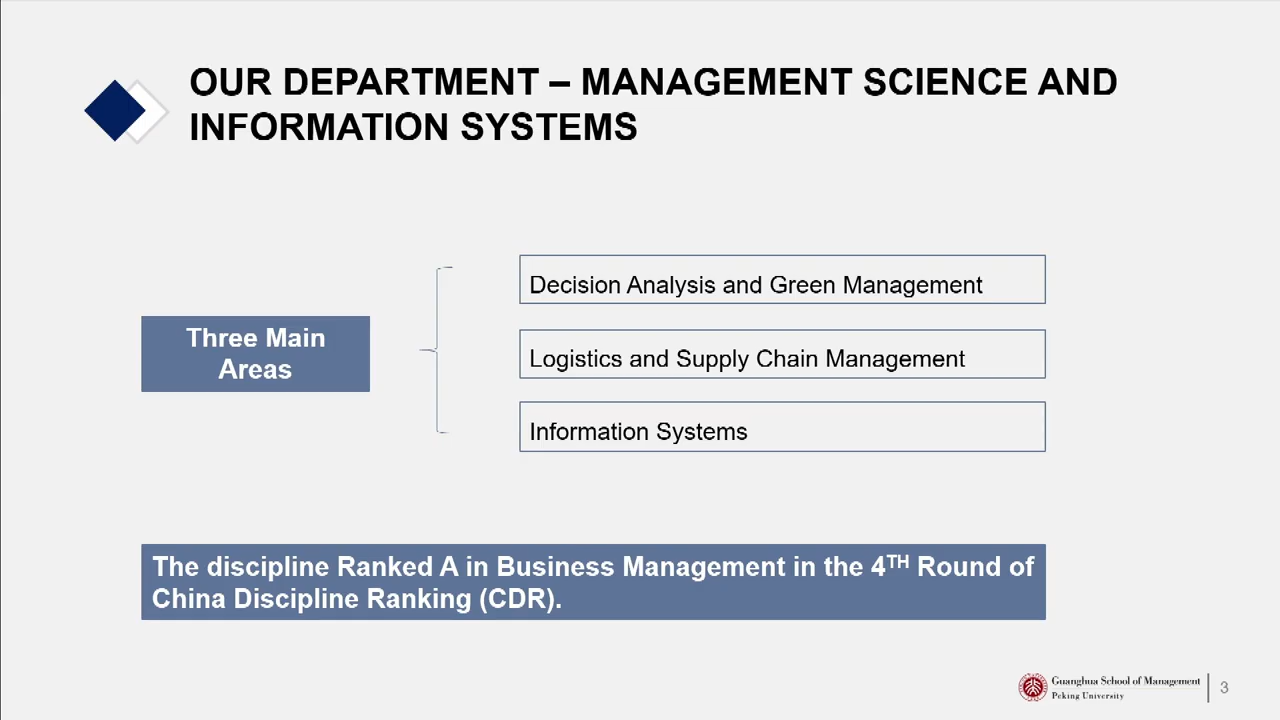 OUR DEPARTMENT – MANAGEMENT SCIENCE AND
INFORMATION SYSTEMS
Three Main
Areas
Decision Analysis and Green Management
Logistics and Supply Chain Management
Information Systems
The discipline Ranked A in Business Management in the 4TH Round of
China Discipline Ranking (CDR).
Guanghua School of Management
Peking University
3